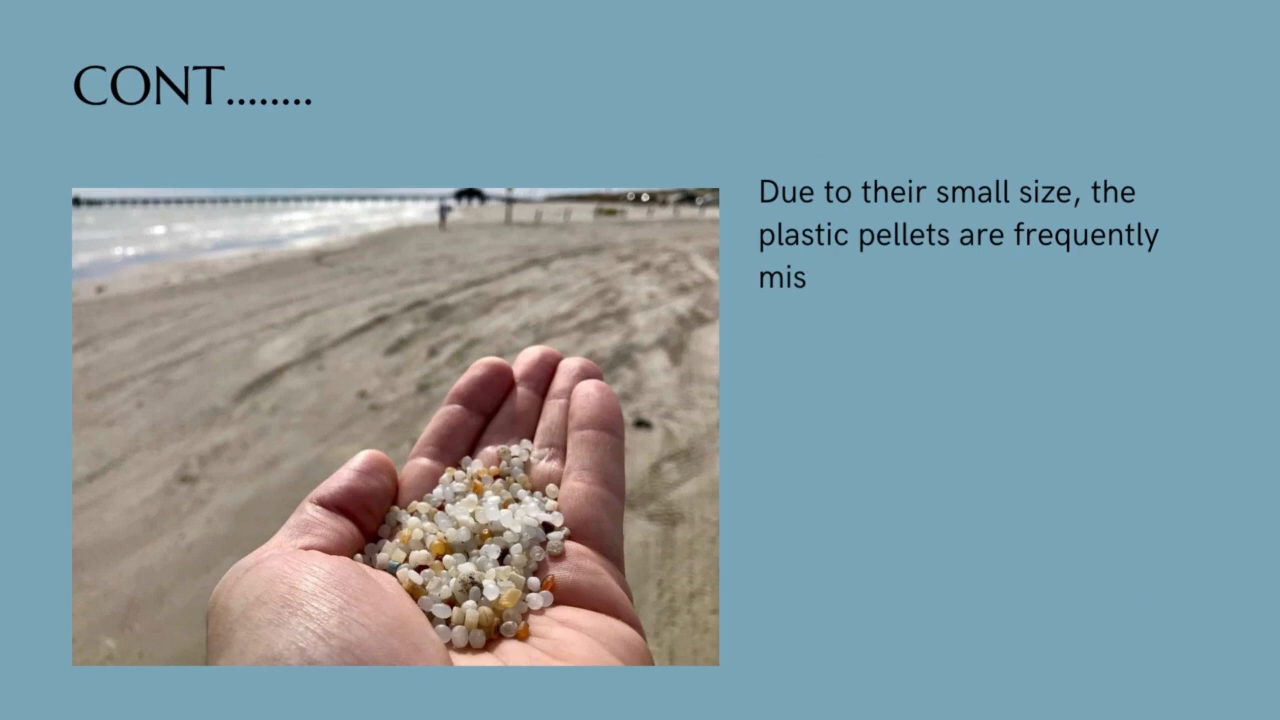 CONT........
Due to their small size, the
plastic pellets are frequently
mis